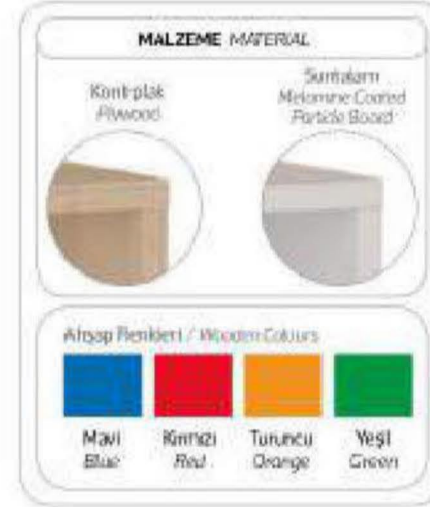 MALZEME MATERIAL
Kontrplak
Plywood
Suntalam
Melamine Coated
Particle Board
Ahşap Renkleri / Wooden Colours
Mavi
Blue
Kırmızı
Red
Turuncu
Orange
Yeşil
Green